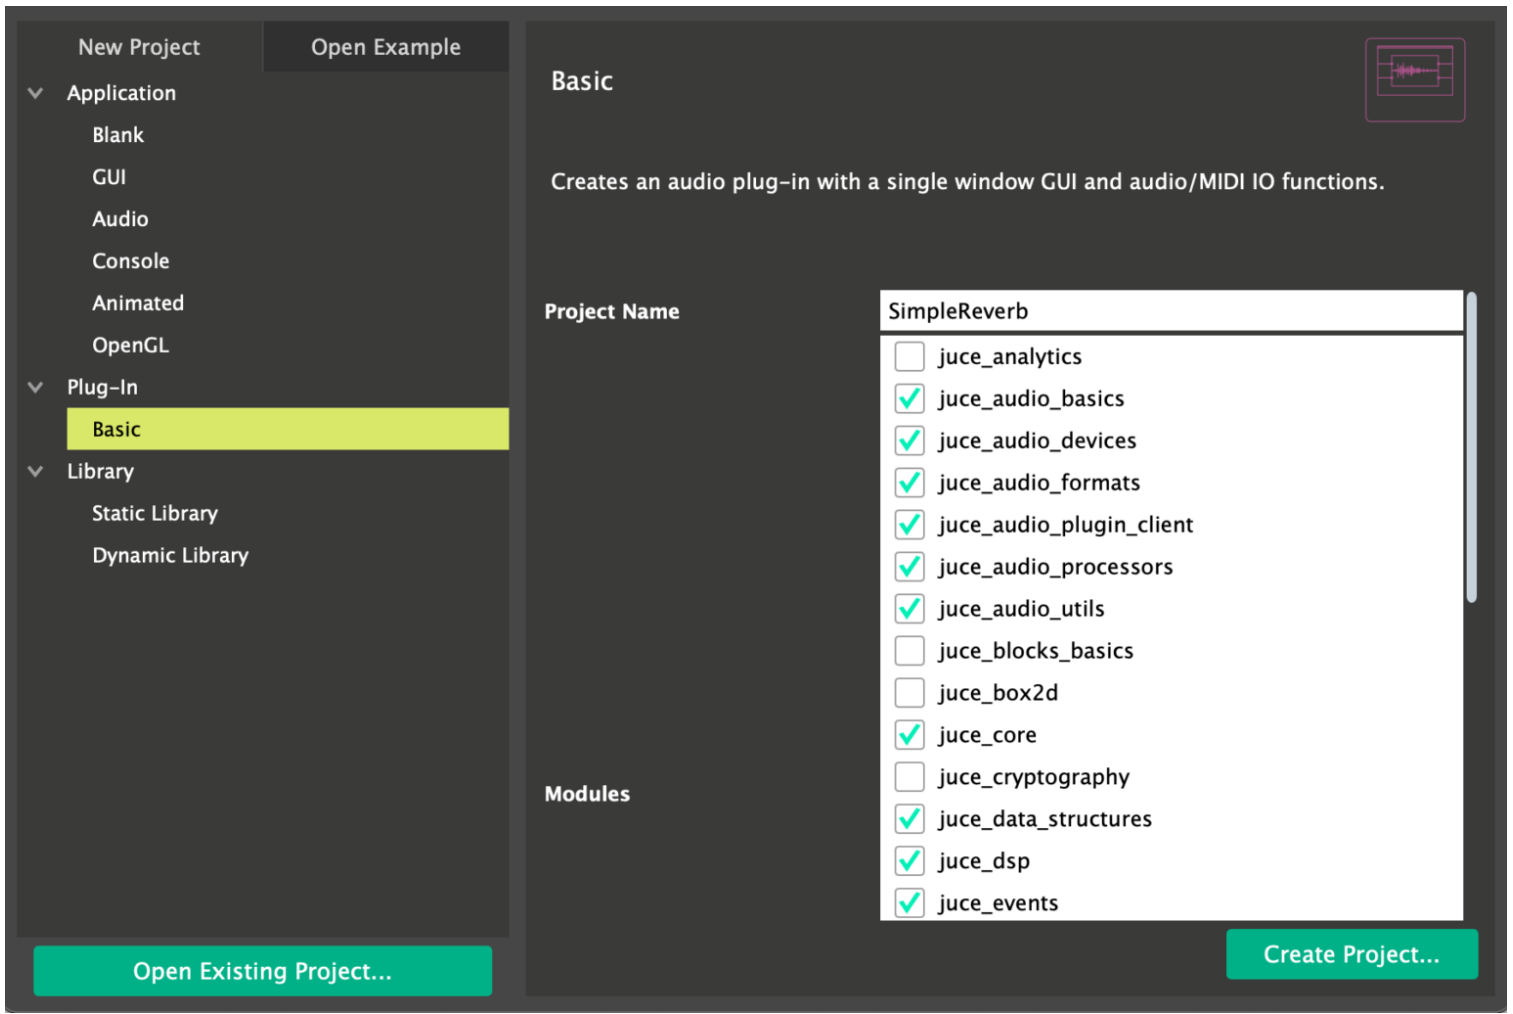 New Project
Open Example
Application
Blank
GUI
Audio
Console
Animated
OpenGL
Plug-In
Basic
Library
Static Library
Dynamic Library
Open Existing Project...
Basic
Creates an audio plug-in with a single window GUI and audio/MIDI IO functions.
Project Name
SimpleReverb
Modules
juce_analytics
juce_audio_basics
juce_audio_devices
juce_audio_formats
juce_audio_plugin_client
juce_audio_processors
juce_audio_utils
juce_blocks_basics
juce_box2d
juce_core
juce_cryptography
juce_data_structures
juce_dsp
juce_events
Create Project...